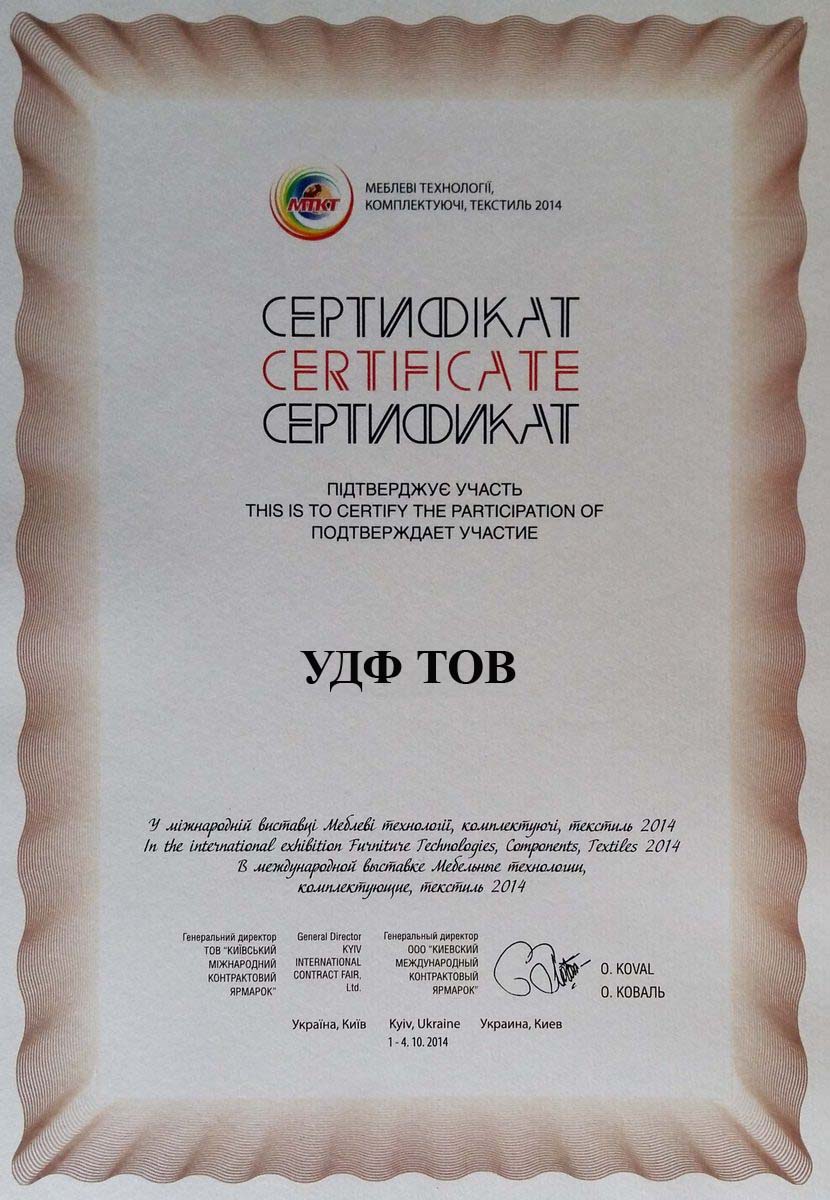 МТКТ
МЕБЛЕВІ ТЕХНОЛОГІЇ,
КОМПЛЕКТУЮЧІ, ТЕКСТИЛЬ 2014
СЕРТИФІКАТ
CERTIFICATE
СЕРТИФИКАТ
ПІДТВЕРДЖУЄ УЧАСТЬ
THIS IS TO CERTIFY THE PARTICIPATION OF
ПОДТВЕРЖДАЕТ УЧАСТИЕ
УДФ ТОВ
У міжнародній виставці Меблеві технології, комплектуючі, текстиль 2014
In the international exhibition Furniture Technologies, Components, Textiles 2014
В международной выставке Мебельные технологии,
комплектующие, текстиль 2014
Генеральний директор
ТОВ "КИЇВСЬКИЙ
МІЖНАРОДНИЙ
КОНТРАКТОВИЙ
ЯРМАРОК"
General Director
KYIV
INTERNATIONAL
CONTRACT FAIR,
Ltd.
Генеральный директор
ООО "КИЕВСКИЙ
МЕЖДУНАРОДНЫЙ
КОНТРАКТОВЫЙ
ЯРМАРОК"
O. KOVAL
О. КОВАЛЬ
Україна, Київ Kyiv, Ukraine Украина, Киев
1 - 4. 10. 2014